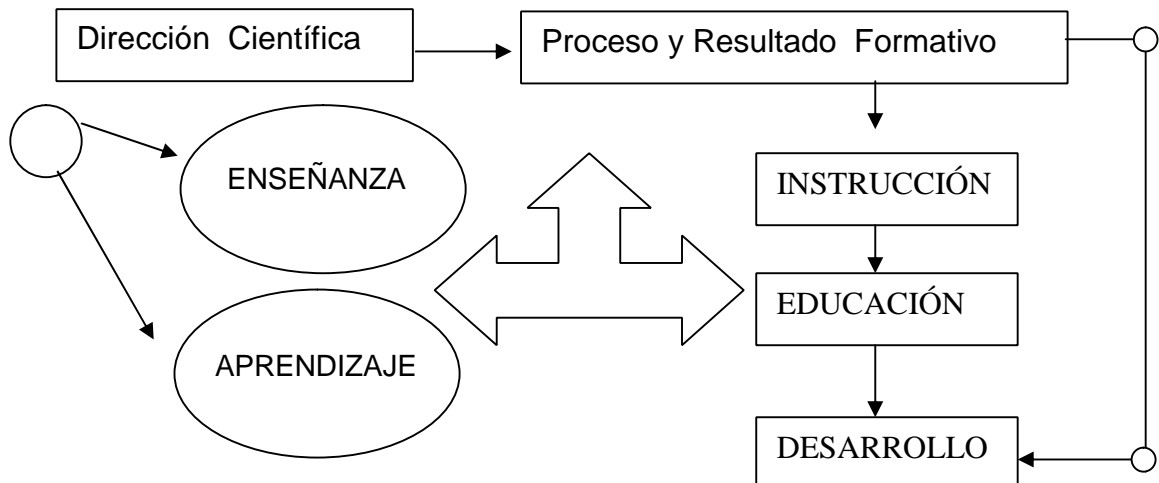 Dirección Científica
Proceso y Resultado Formativo
ENSEÑANZA
INSTRUCCIÓN
EDUCACIÓN
APRENDIZAJE
DESARROLLO